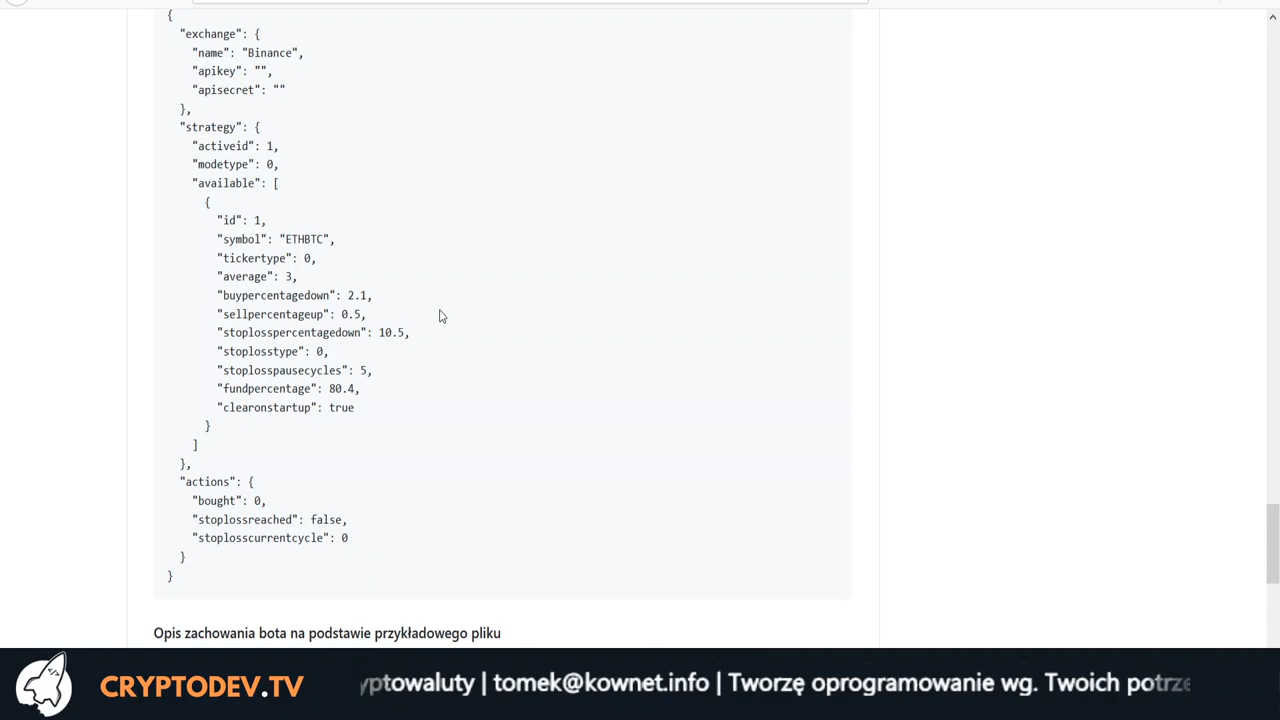 {
"exchange": {
"name": "Binance",
"apikey": "",
"apisecret": ""
},
"strategy": {
"activeid": 1,
"modetype": 0,
"available": [
{
"id": 1,
"symbol": "ETHBTC",
"tickertype": 0,
"average": 3,
"buypercentagedown": 2.1,
"sellpercentageup": 0.5,
"stoplosspercentagedown": 10.5,
"stoplosstype": 0,
"stoplosspausecycles": 5,
"fundpercentage": 80.4,
"clearonstartup": true
}
]
},
"actions": {
"bought": 0,
"stoplossreached": false,
"stoplosscurrentcycle": 0
}
}
Opis zachowania bota na podstawie przykładowego pliku
CRYPTODEV.TV
yptowaluty | tomek@kownet.info | Tworzę oprogramowanie wg. Twoich potrze